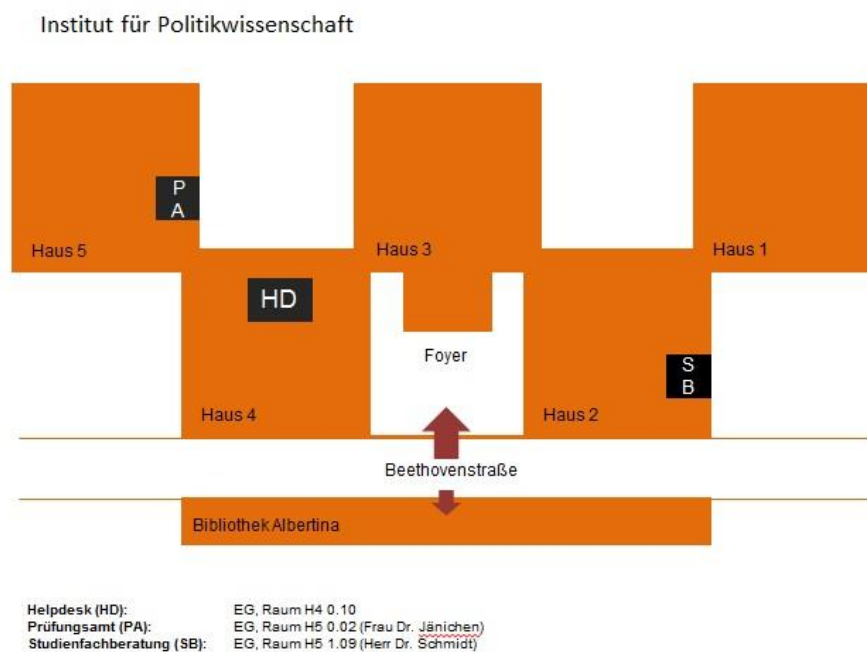 Institut für Politikwissenschaft
P
A
Haus 5
Haus 3
Haus 1
HD
Foyer
S
B
Haus 4
Haus 2
Beethovenstraße
Bibliothek Albertina
Helpdesk (HD): EG, Raum H4 0.10
Prüfungsamt (PA): EG, Raum H5 0.02 (Frau Dr. Jänichen)
Studienfachberatung (SB): EG, Raum H5 1.09 (Herr Dr. Schmidt)